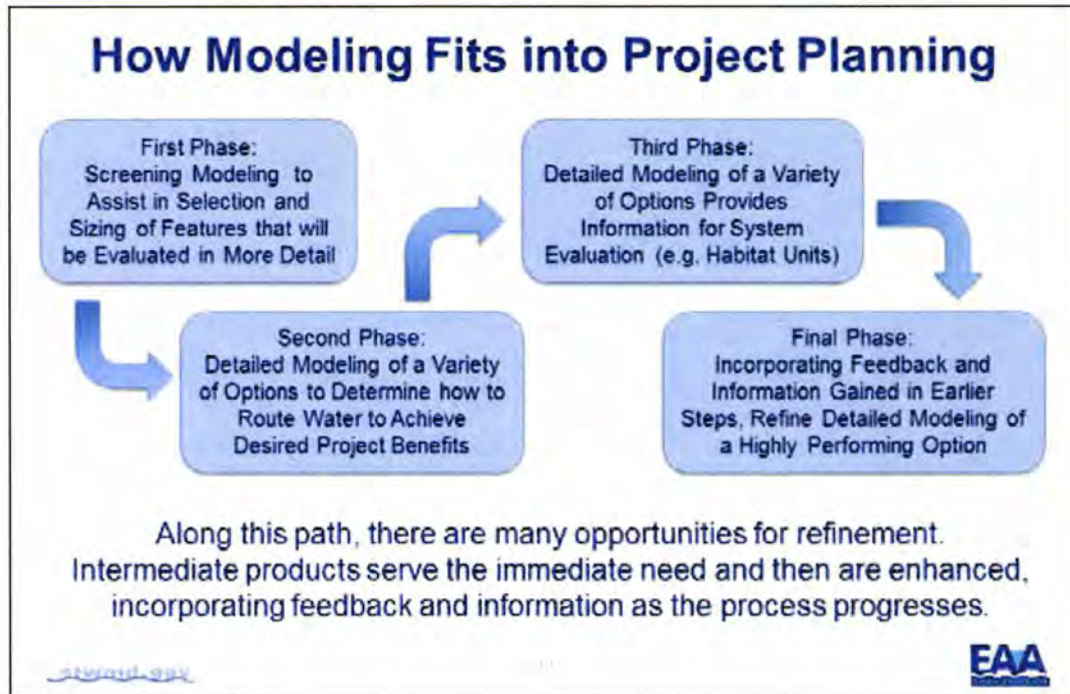 How Modeling Fits into Project Planning
First Phase:
Screening Modeling to
Assist in Selection and
Sizing of Features that will
be Evaluated in More Detail
Second Phase:
Detailed Modeling of a Variety
of Options to Determine how to
Route Water to Achieve
Desired Project Benefits
Third Phase:
Detailed Modeling of a Variety
of Options Provides
Information for System
Evaluation (e.g. Habitat Units)
Final Phase:
Incorporating Feedback and
Information Gained in Earlier
Steps, Refine Detailed Modeling of
a Highly Performing Option
Along this path, there are many opportunities for refinement.
Intermediate products serve the immediate need and then are enhanced,
incorporating feedback and information as the process progresses.
EAA